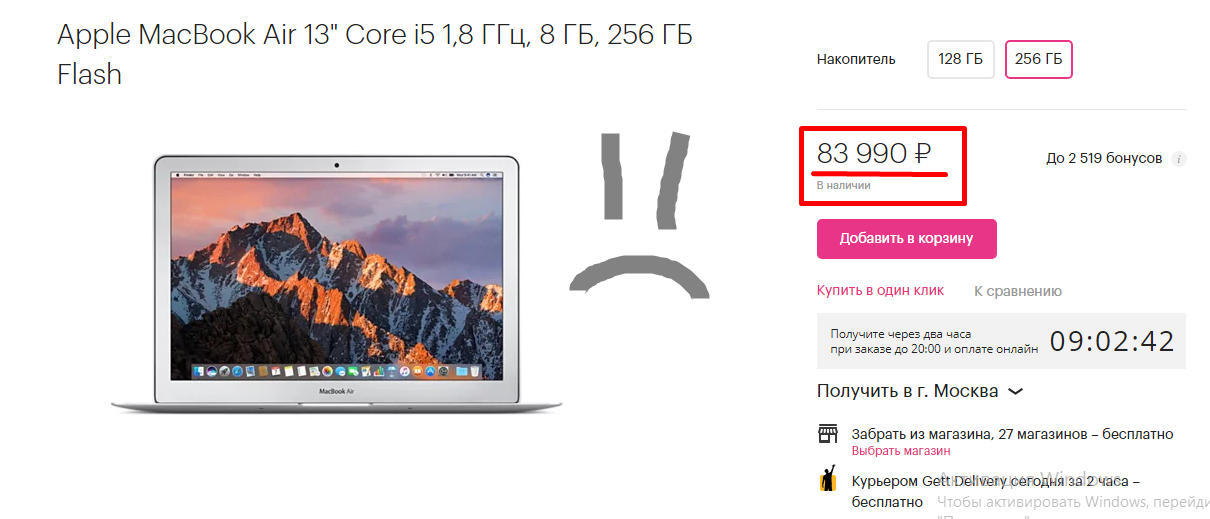 Apple MacBook Air 13" Core i5 1,8 ГГц, 8 ГБ, 256 ГБ
Flash
Накопитель
128 ГБ
256 ГБ
83 990 ₽
В наличии
До 2 519 бонусов
i
Добавить в корзину
Купить в один клик
К сравнению
Получите через два часа
при заказе до 20:00 и оплате онлайн
09:02:42
Получить в г. Москва
Забрать из магазина, 27 магазинов – бесплатно
Выбрать магазин
Курьером Gett Delivery сегодня за 2 часа –
бесплатно
Активация Windows
Чтобы активировать Windows, перейди
MacBook Air